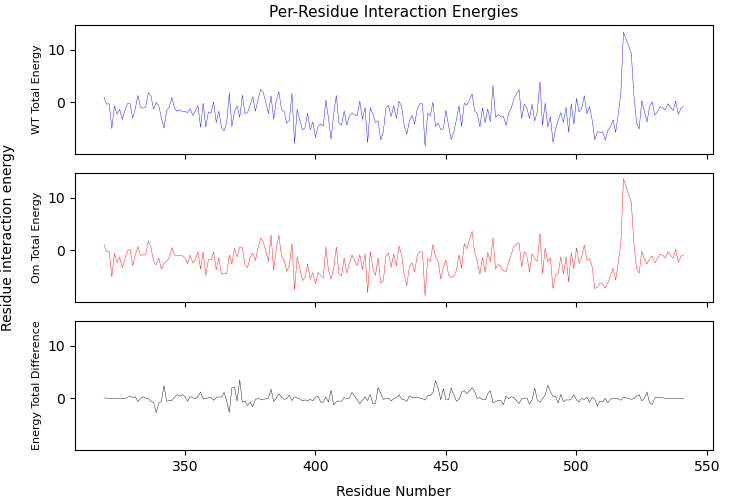 Per-Residue Interaction Energies
Residue interaction energy
WT Total Energy
10
0
Om Total Energy
10
0
Energy Total Difference
10
0
350
400
450
500
550
Residue Number